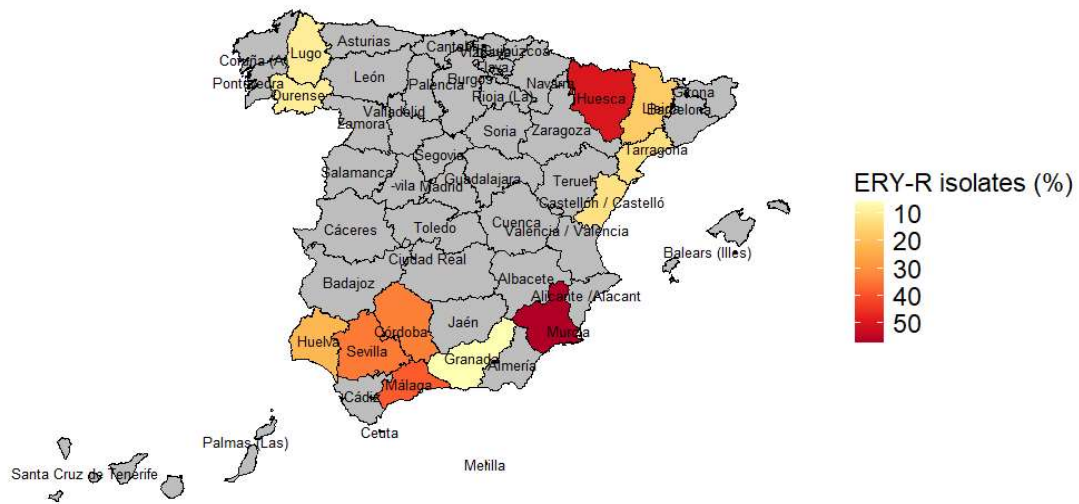 Asturias
Lugo
Ourense
León
Palencia
Burgos
Navarra
Rioja (La)
Huesca
Girona
Barcelona
Tarragona
Zaragoza
Soria
Valladolid
Zamora
Segovia
Salamanca
-vila
Madrid
Guadalajara
Teruel
Castellón / Castelló
Cuenca
Valencia / València
Toledo
Cáceres
Ciudad Real
Balears (Illes)
Badajoz
Albacete
Alicante /Alacant
Murcia
Jaén
Córdoba
Huelva
Sevilla
Granada
Almería
Málaga
Cádiz
Ceuta
Palmas (Las)
Melilla
Santa Cruz de Tenerife
ERY-R isolates (%)
10
20
30
40
50